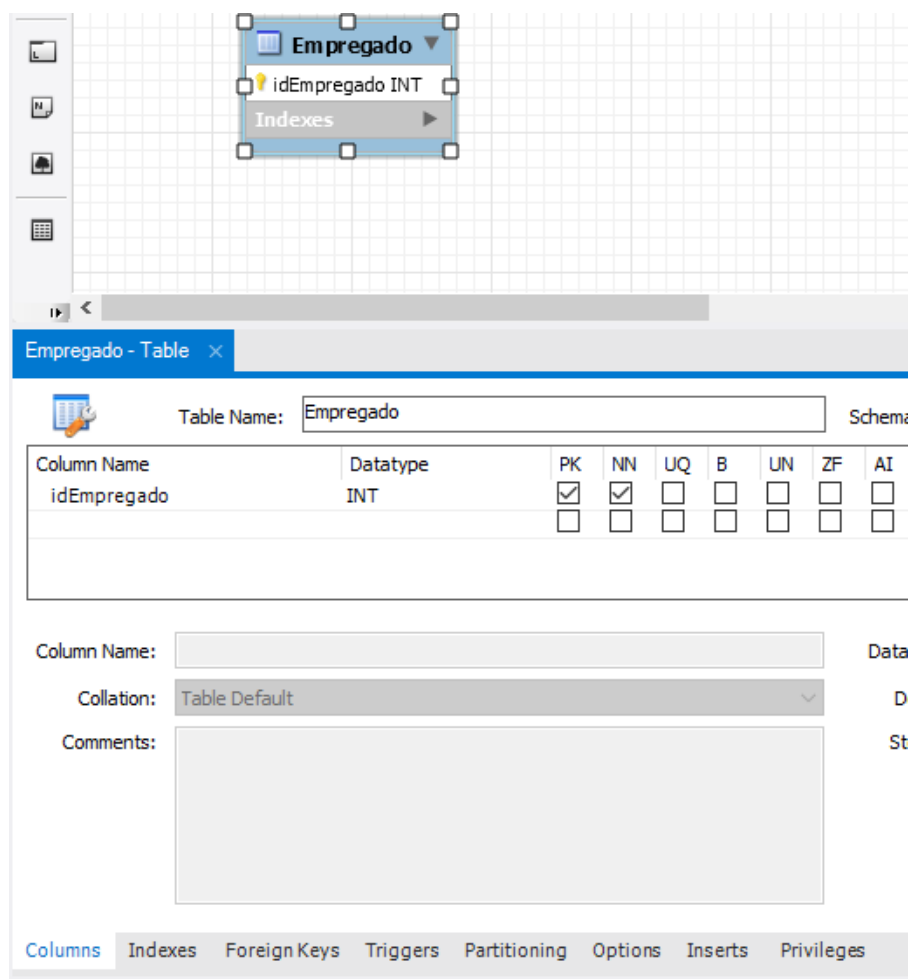 Empregado
idEmpregado INT
Indexes
Empregado - Table
Table Name: Empregado Schema
Column Name Datatype PK NN UQ B UN ZF AI
idEmpregado INT
Column Name: Data
Collation: Table Default D
Comments: St
Columns Indexes Foreign Keys Triggers Partitioning Options Inserts Privileges